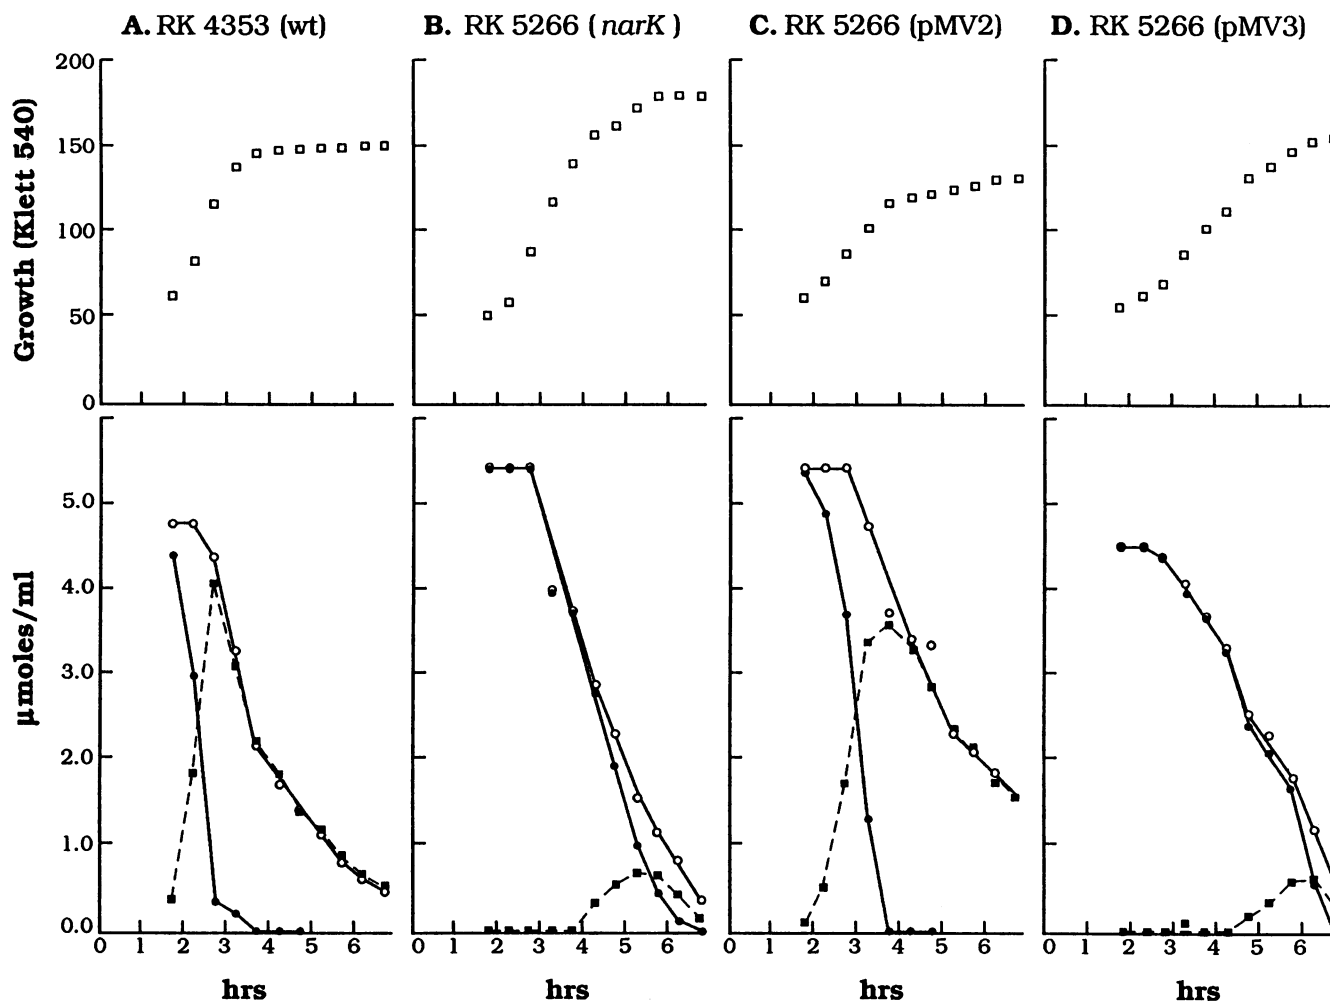 A. RK 4353 (wt) B. RK 5266 (narK) C. RK 5266 (pMV2) D. RK 5266 (pMV3)
Growth (Klett 540)
200
150
100
50
0
µmoles/ml
5.0
4.0
3.0
2.0
1.0
0.0
0 1 2 3 4 5 6 0 1 2 3 4 5 6 0 1 2 3 4 5 6 0 1 2 3 4 5 6
hrs hrs hrs hrs